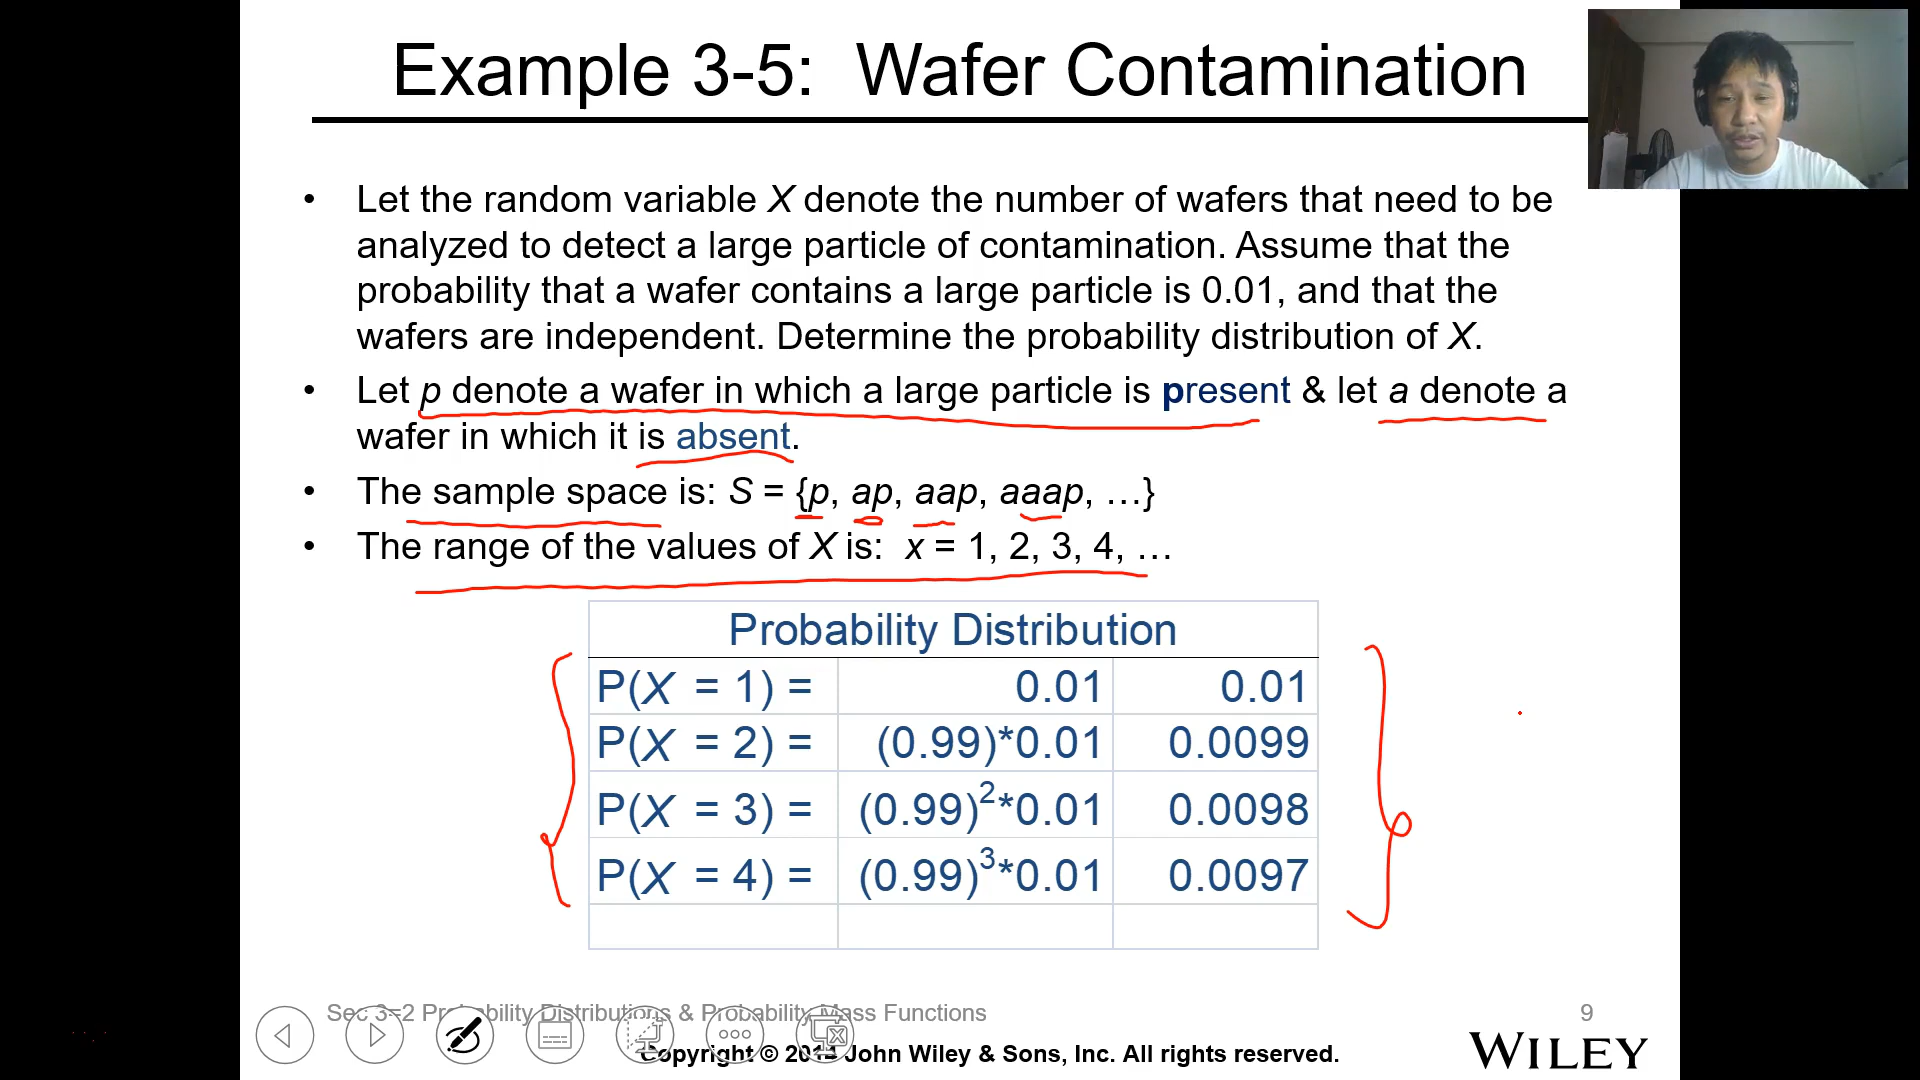 Example 3-5: Wafer Contamination
• Let the random variable X denote the number of wafers that need to be
analyzed to detect a large particle of contamination. Assume that the
probability that a wafer contains a large particle is 0.01, and that the
wafers are independent. Determine the probability distribution of X.
• Let p denote a wafer in which a large particle is present & let a denote a
wafer in which it is absent.
• The sample space is: S = {p, ap, aap, aaap, …}
• The range of the values of X is: x = 1, 2, 3, 4, …
Probability Distribution
P(X = 1) = 0.01 0.01
P(X = 2) = (0.99)*0.01 0.0099
P(X = 3) = (0.99)²*0.01 0.0098
P(X = 4) = (0.99)³*0.01 0.0097
Sec 3-2 Probability Distributions & Probability Mass Functions 9
Copyright © 2014 John Wiley & Sons, Inc. All rights reserved.
WILEY